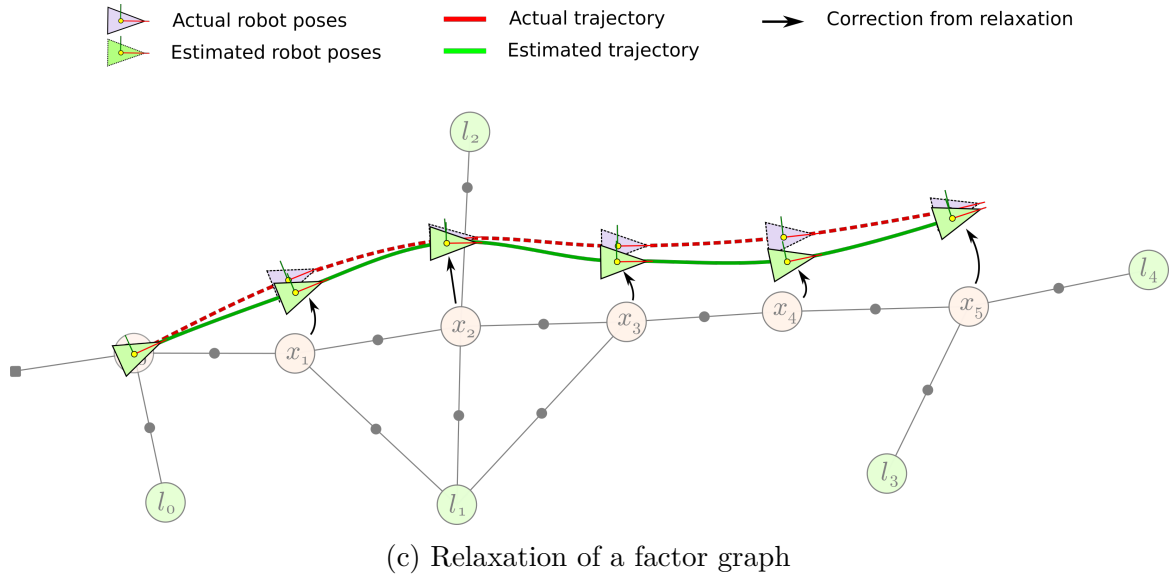 Actual robot poses Actual trajectory Correction from relaxation
Estimated robot poses Estimated trajectory
l₂
l₄
x₁ x₂ x₃ x₄ x₅
l₀ l₁ l₃
(c) Relaxation of a factor graph